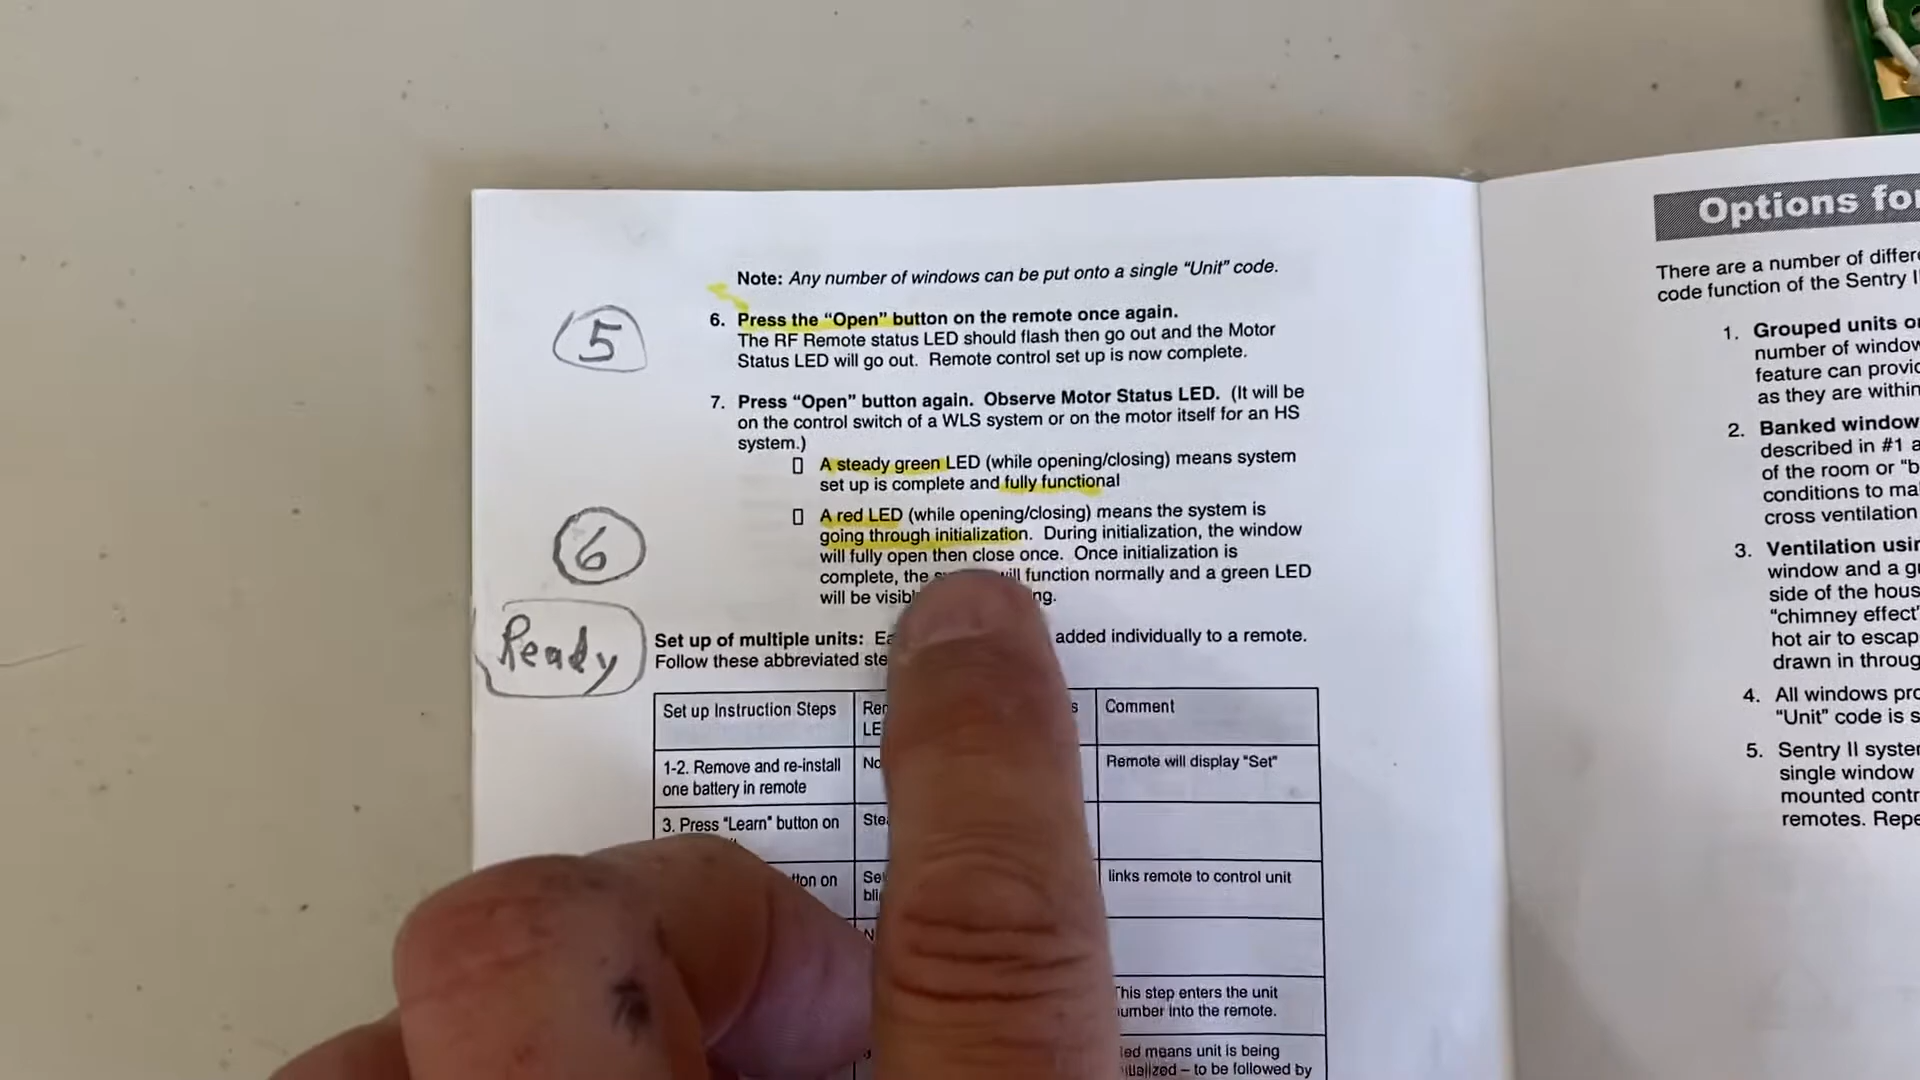 Note: Any number of windows can be put onto a single “Unit” code.
5
6. Press the “Open” button on the remote once again.
The RF Remote status LED should flash then go out and the Motor
Status LED will go out. Remote control set up is now complete.
7. Press “Open” button again. Observe Motor Status LED. (It will be
on the control switch of a WLS system or on the motor itself for an HS
system.)
A steady green LED (while opening/closing) means system
set up is complete and fully functional
6
A red LED (while opening/closing) means the system is
going through initialization. During initialization, the window
will fully open then close once. Once initialization is
complete, the will function normally and a green LED
will be
Ready
Set up of multiple units: added individually to a remote.
Follow these abbreviated
Set up Instruction Steps
Comment
1-2. Remove and re-install
one battery in remote
Remote will display "Set"
3. Press "Learn" button on
on
links remote to control unit
This step enters the unit
number into the remote.
means unit is being
– to be followed by
Options
There are a number of
code function of the Sentry
1. Grouped units
number of
feature can
as they are within
2. Banked
described in #1
of the room or
conditions to
cross ventilation
3. Ventilation
window and a
side of the
“chimney effect”
hot air to
drawn in
4. All windows
“Unit” code is
5. Sentry II
single window
mounted
remotes.